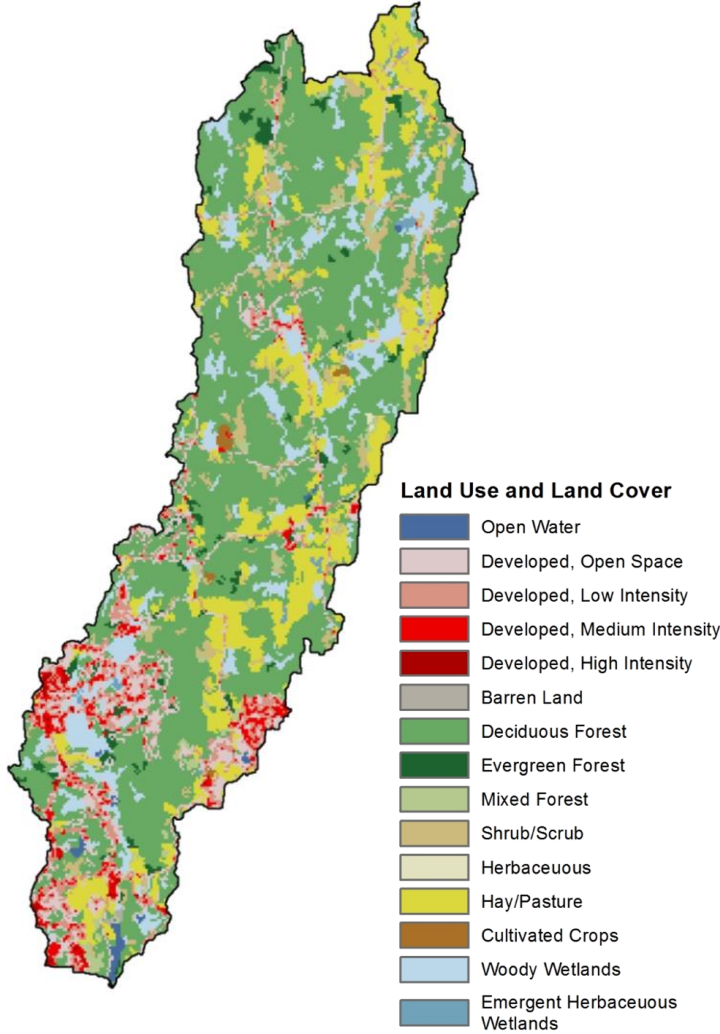 Land Use and Land Cover
Open Water
Developed, Open Space
Developed, Low Intensity
Developed, Medium Intensity
Developed, High Intensity
Barren Land
Deciduous Forest
Evergreen Forest
Mixed Forest
Shrub/Scrub
Herbaceuous
Hay/Pasture
Cultivated Crops
Woody Wetlands
Emergent Herbaceuous
Wetlands